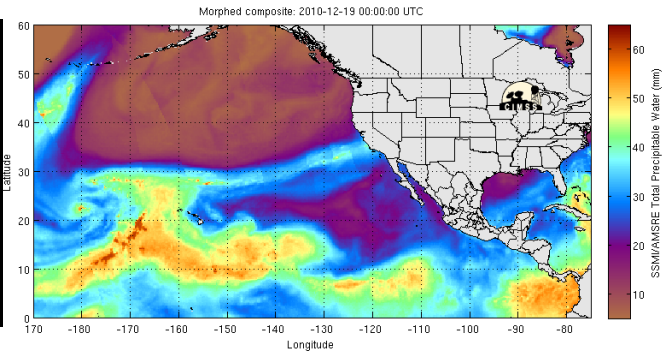 Morphed composite: 2010-12-19 00:00:00 UTC
60
50
40
30
20
10
0
Latitude
170 -180 -170 -160 -150 -140 -130 -120 -110 -100 -90 -80
Longitude
CIMSS
60
50
40
30
20
10
SSMI/AMSRE Total Precipitable Water (mm)